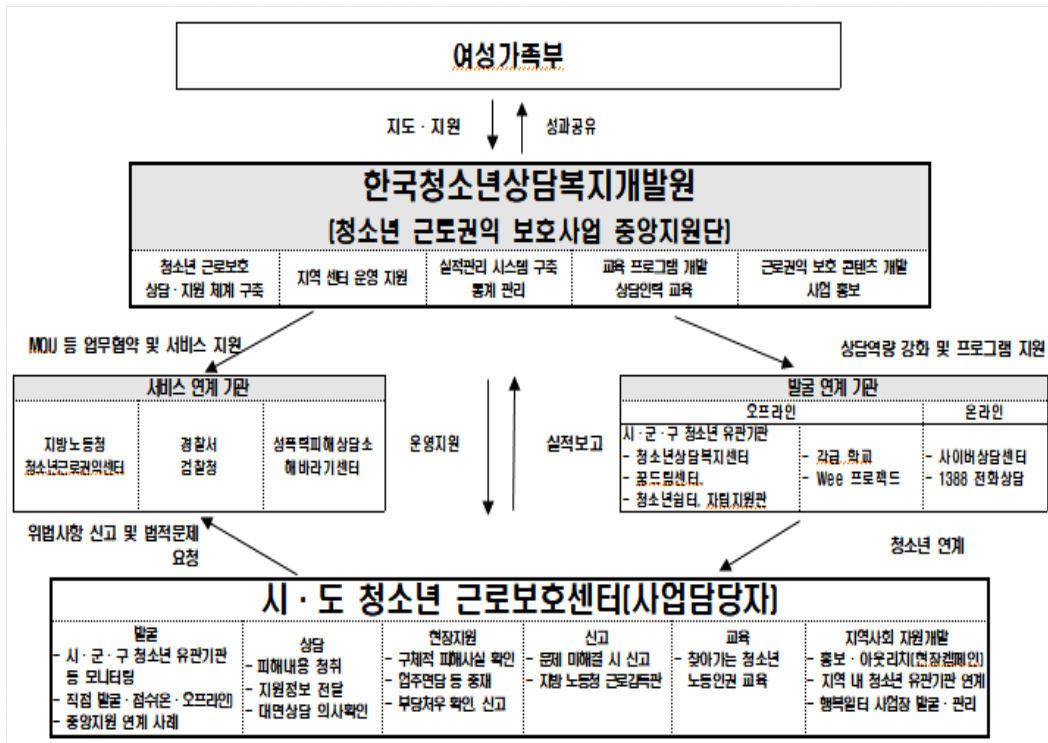 여성가족부
지도·지원
성과공유
한국청소년상담복지개발원
(청소년 근로권익 보호사업 중앙지원단)
청소년 근로보호
상담·지원 체계 구축
지역 센터 운영 지원
실적관리 시스템 구축
통계 관리
교육 프로그램 개발
상담인력 교육
근로권익 보호 콘텐츠 개발
사업 홍보
MOU 등 업무협약 및 서비스 지원
상담역량 강화 및 프로그램 지원
서비스 연계 기관
지방노동청
청소년근로권익센터
경찰서
검찰청
성폭력피해상담소
해바라기센터
운영지원
실적보고
발굴 연계 기관
오프라인
온라인
시·군·구 청소년 유관기관
- 청소년상담복지센터
- 꿈드림센터,
- 청소년쉼터, 자립지원관
- 각급 학교
- Wee 프로젝트
- 사이버상담센터
- 1388 전화상담
위법사항 신고 및 법적문제
요청
청소년 연계
시·도 청소년 근로보호센터(사업담당자)
발굴
- 시·군·구 청소년 유관기관
등 모니터링
- 직접 발굴·접수(온·오프라인)
- 중앙지원 연계 사례
상담
- 피해내용 청취
- 지원정보 전달
- 대면상담 의사확인
현장지원
- 구체적 피해사실 확인
- 업주면담 등 중재
- 부당처우 확인, 신고
신고
- 문제 미해결 시 신고
- 지방 노동청 근로감독관
교육
- 찾아가는 청소년
노동인권 교육
지역사회 자원개발
- 홍보·아웃리치(현장캠페인)
- 지역 내 청소년 유관기관 연계
- 행복일터 사업장 발굴·관리